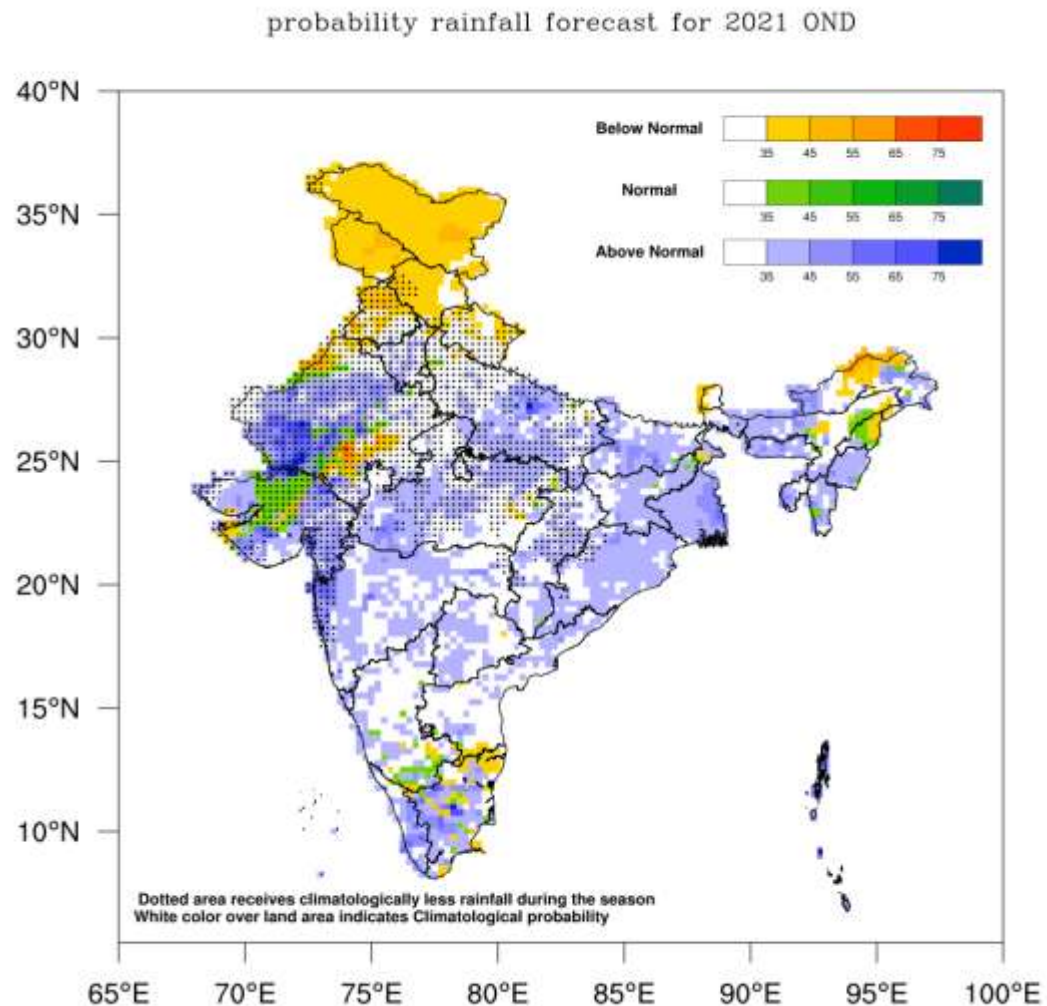 probability rainfall forecast for 2021 OND
40°N
35°N
30°N
25°N
20°N
15°N
10°N
Below Normal
35 45 55 65 75
Normal
35 45 55 65 75
Above Normal
35 45 55 65 75
Dotted area receives climatologically less rainfall during the season
White color over land area indicates Climatological probability
65°E 70°E 75°E 80°E 85°E 90°E 95°E 100°E